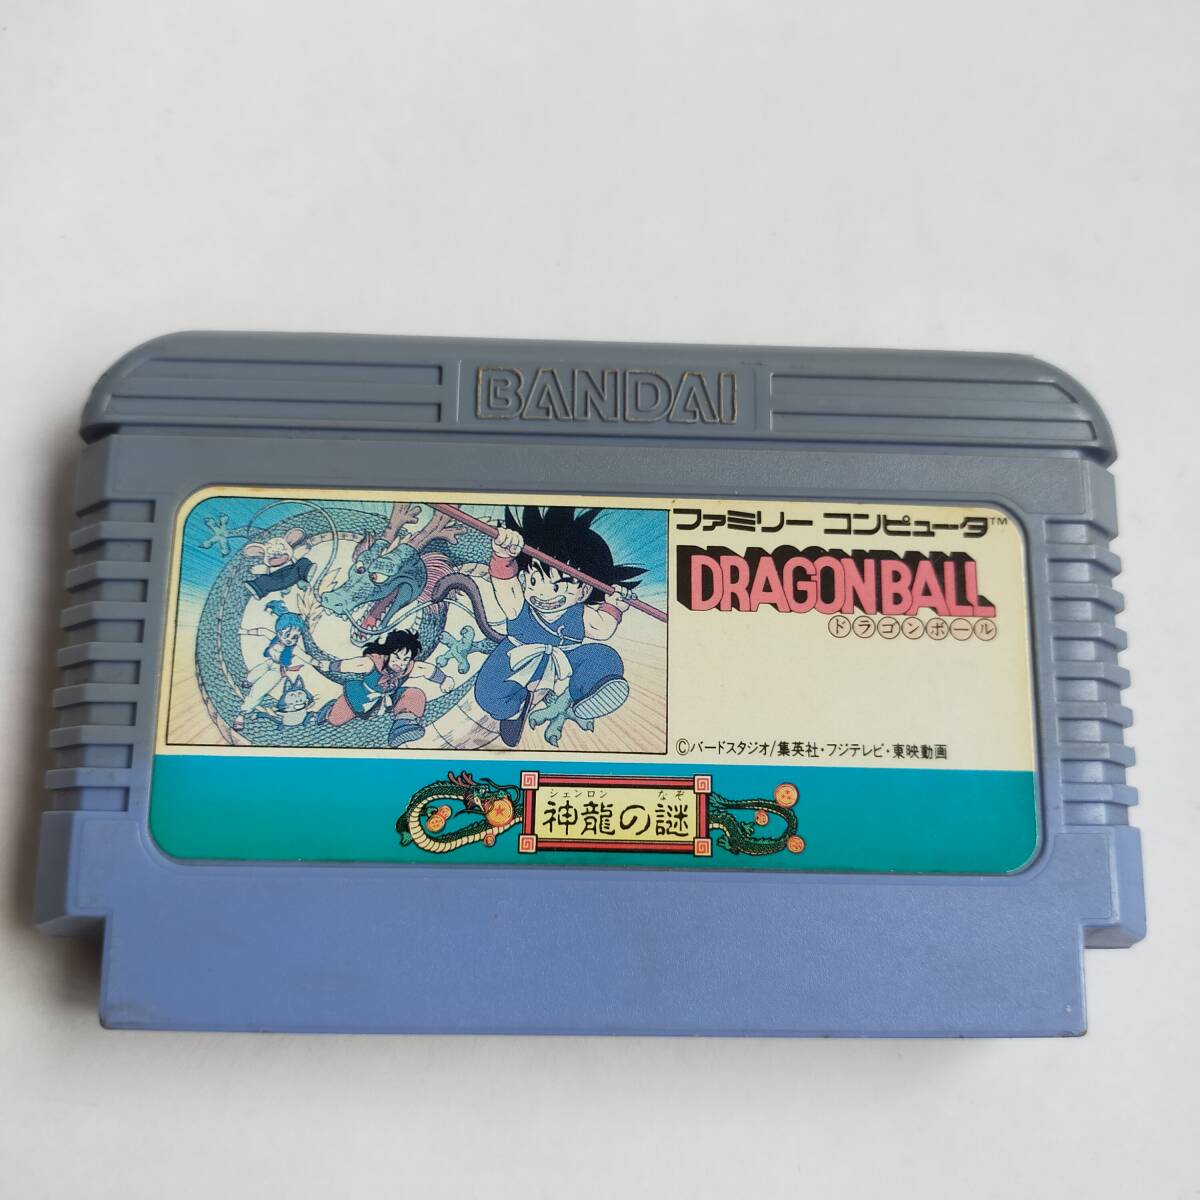 BANDAI
ファミリー コンピュータ™
DRAGONBALL
ドラゴンボール
©バードスタジオ/集英社・フジテレビ・東映動画
シェンロン なぞ
神龍の謎